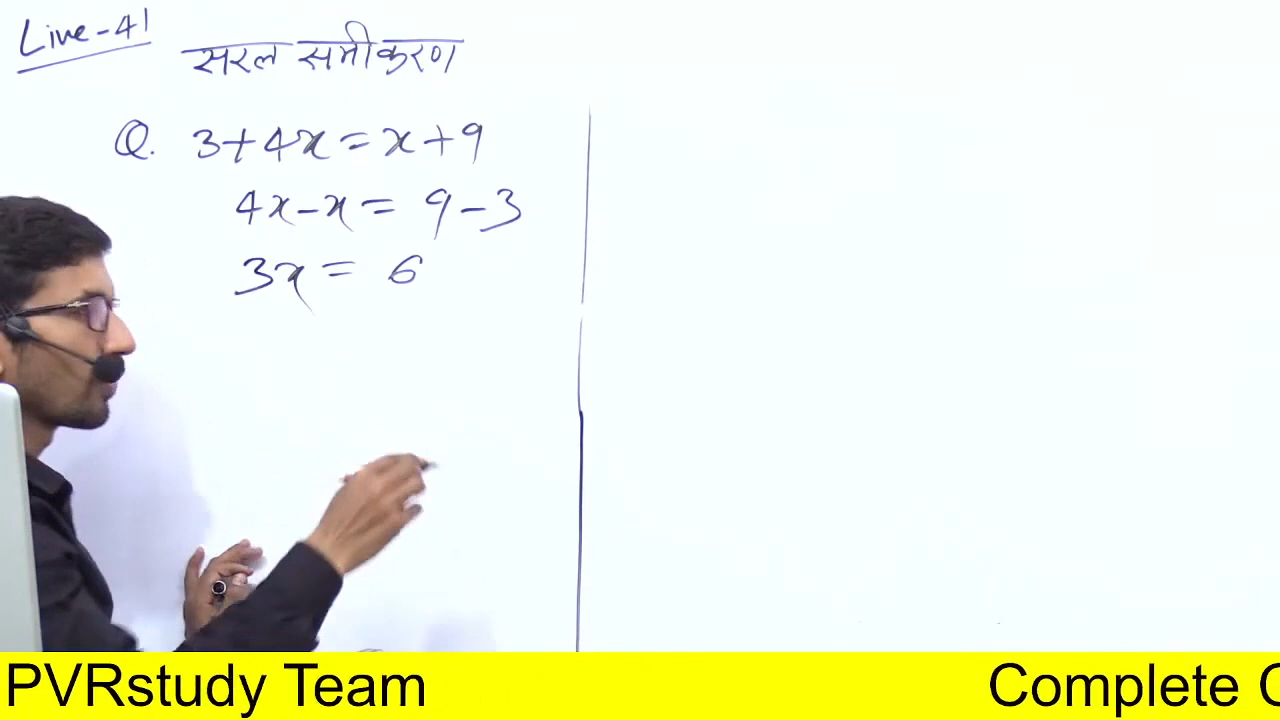 Live-41
सरल समीकरण
Q. 3+4x=x+9
4x-x= 9-3
3x= 6
PVRstudy Team
Complete